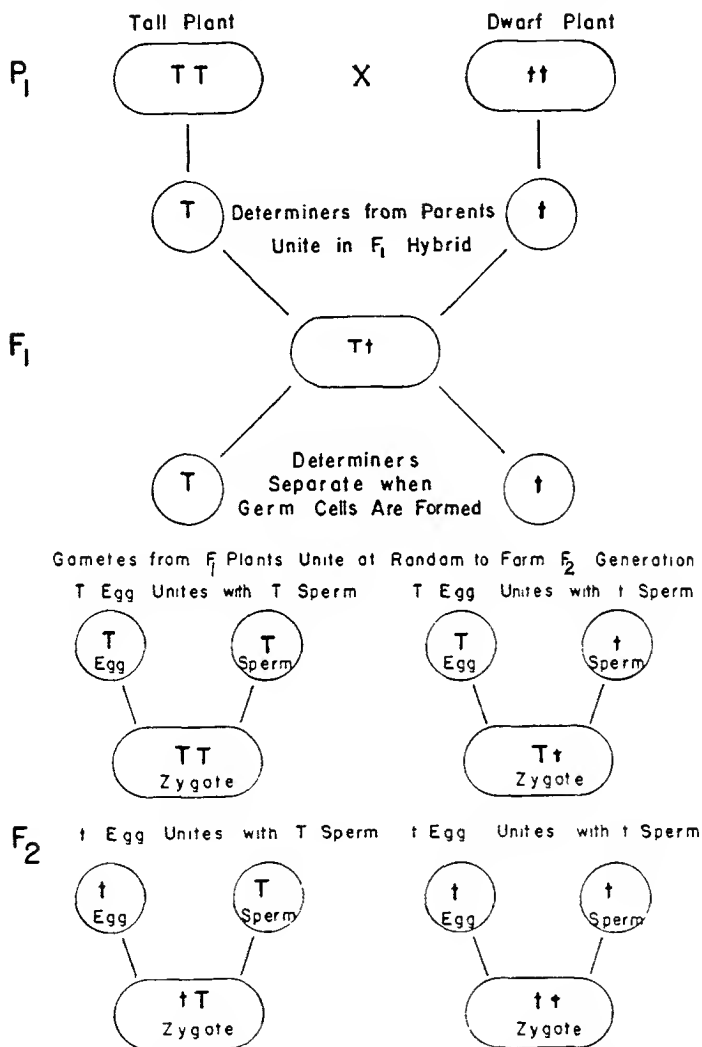 Tall Plant Dwarf Plant
P1 TT X tt
T Determiners from Parents t
Unite in F1 Hybrid
F1 Tt
T Determiners t
Separate when
Germ Cells Are Formed
Gametes from F1 Plants Unite at Random to Form F2 Generation
T Egg Unites with T Sperm T Egg Unites with t Sperm
T T T t
Egg Sperm Egg Sperm
TT Tt
Zygote Zygote
F2 t Egg Unites with T Sperm t Egg Unites with t Sperm
t T t t
Egg Sperm Egg Sperm
tT tt
Zygote Zygote